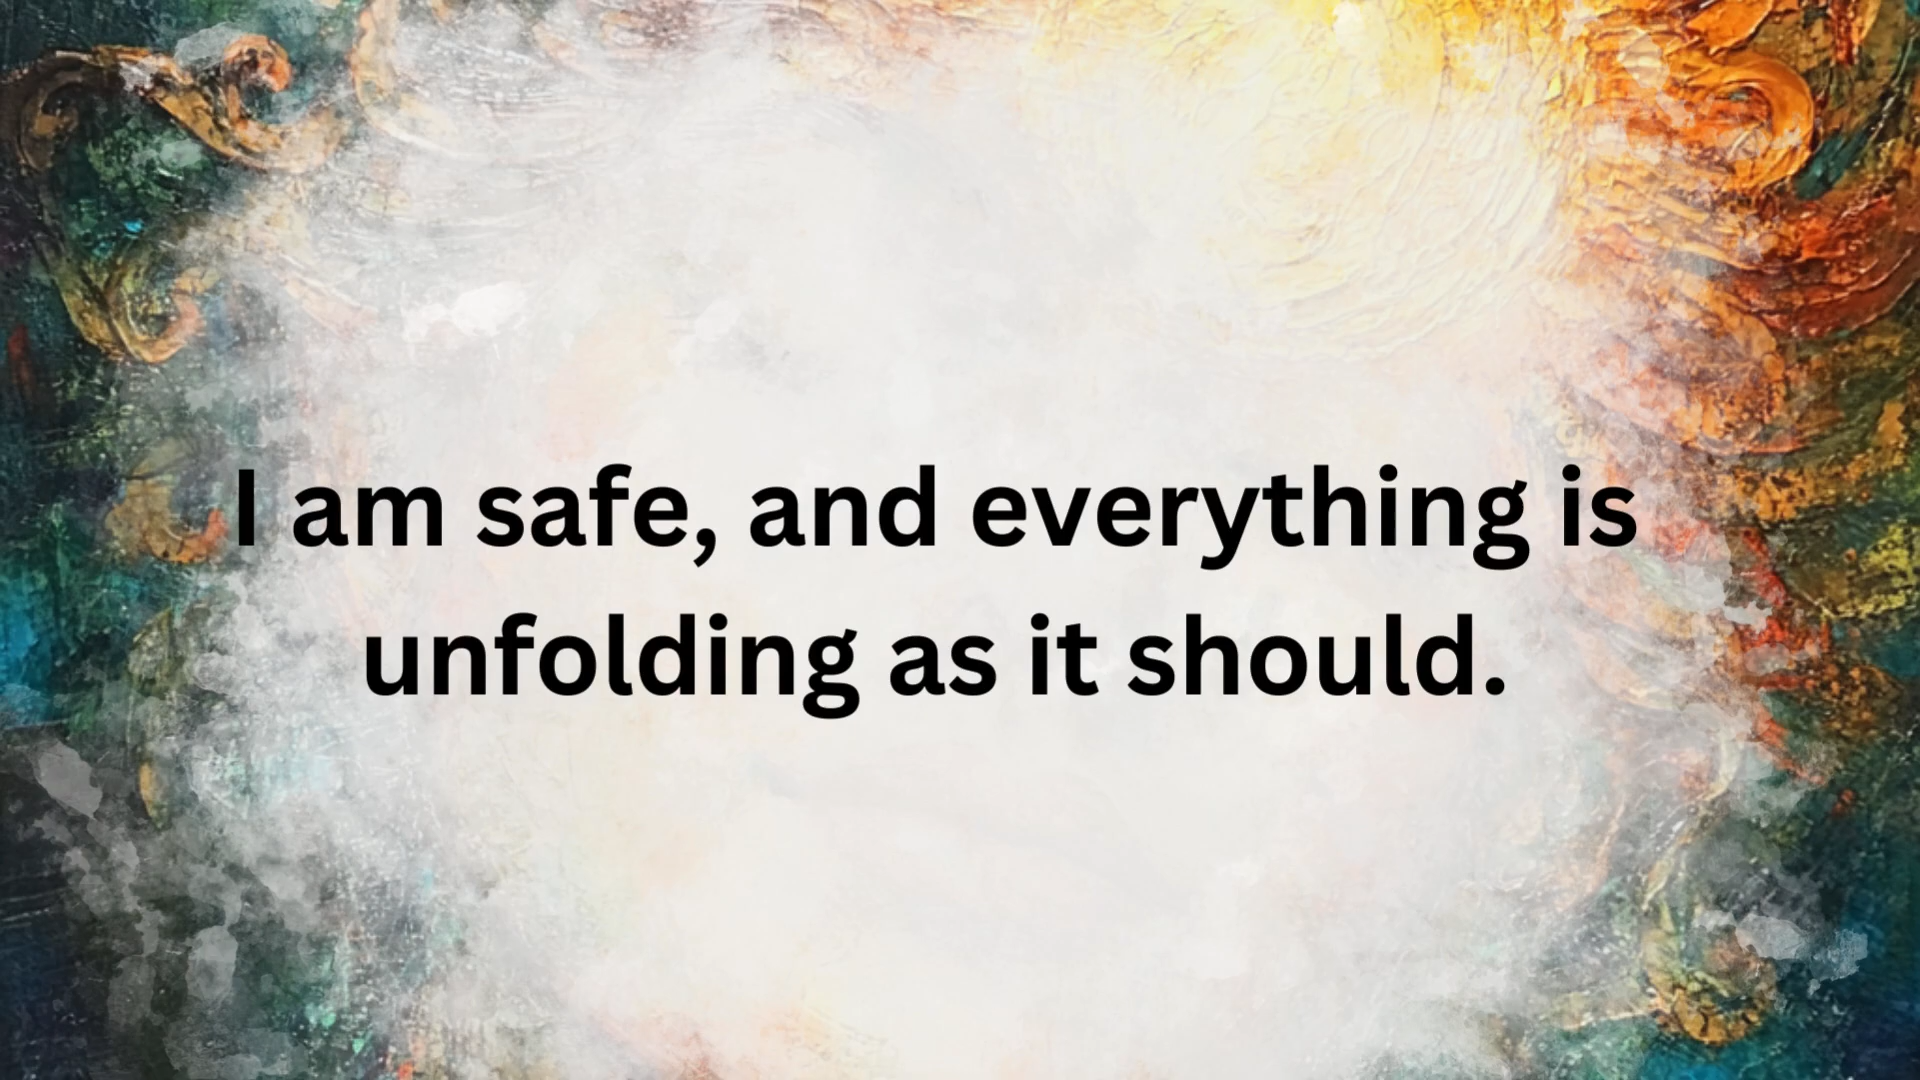 I am safe, and everything is
unfolding as it should.